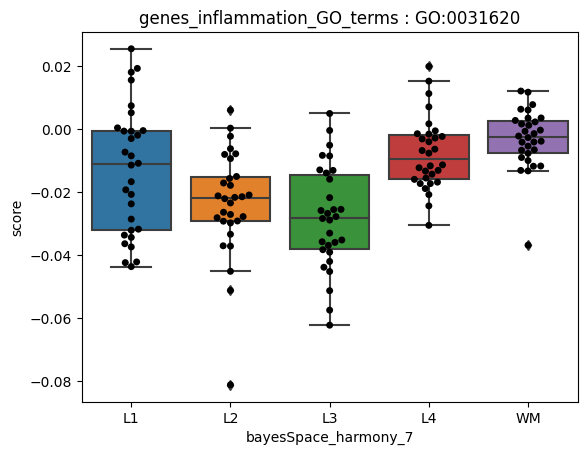 genes_inflammation_GO_terms : GO:0031620
0.02
0.00
−0.02
−0.04
−0.06
−0.08
score
L1 L2 L3 L4 WM
bayesSpace_harmony_7